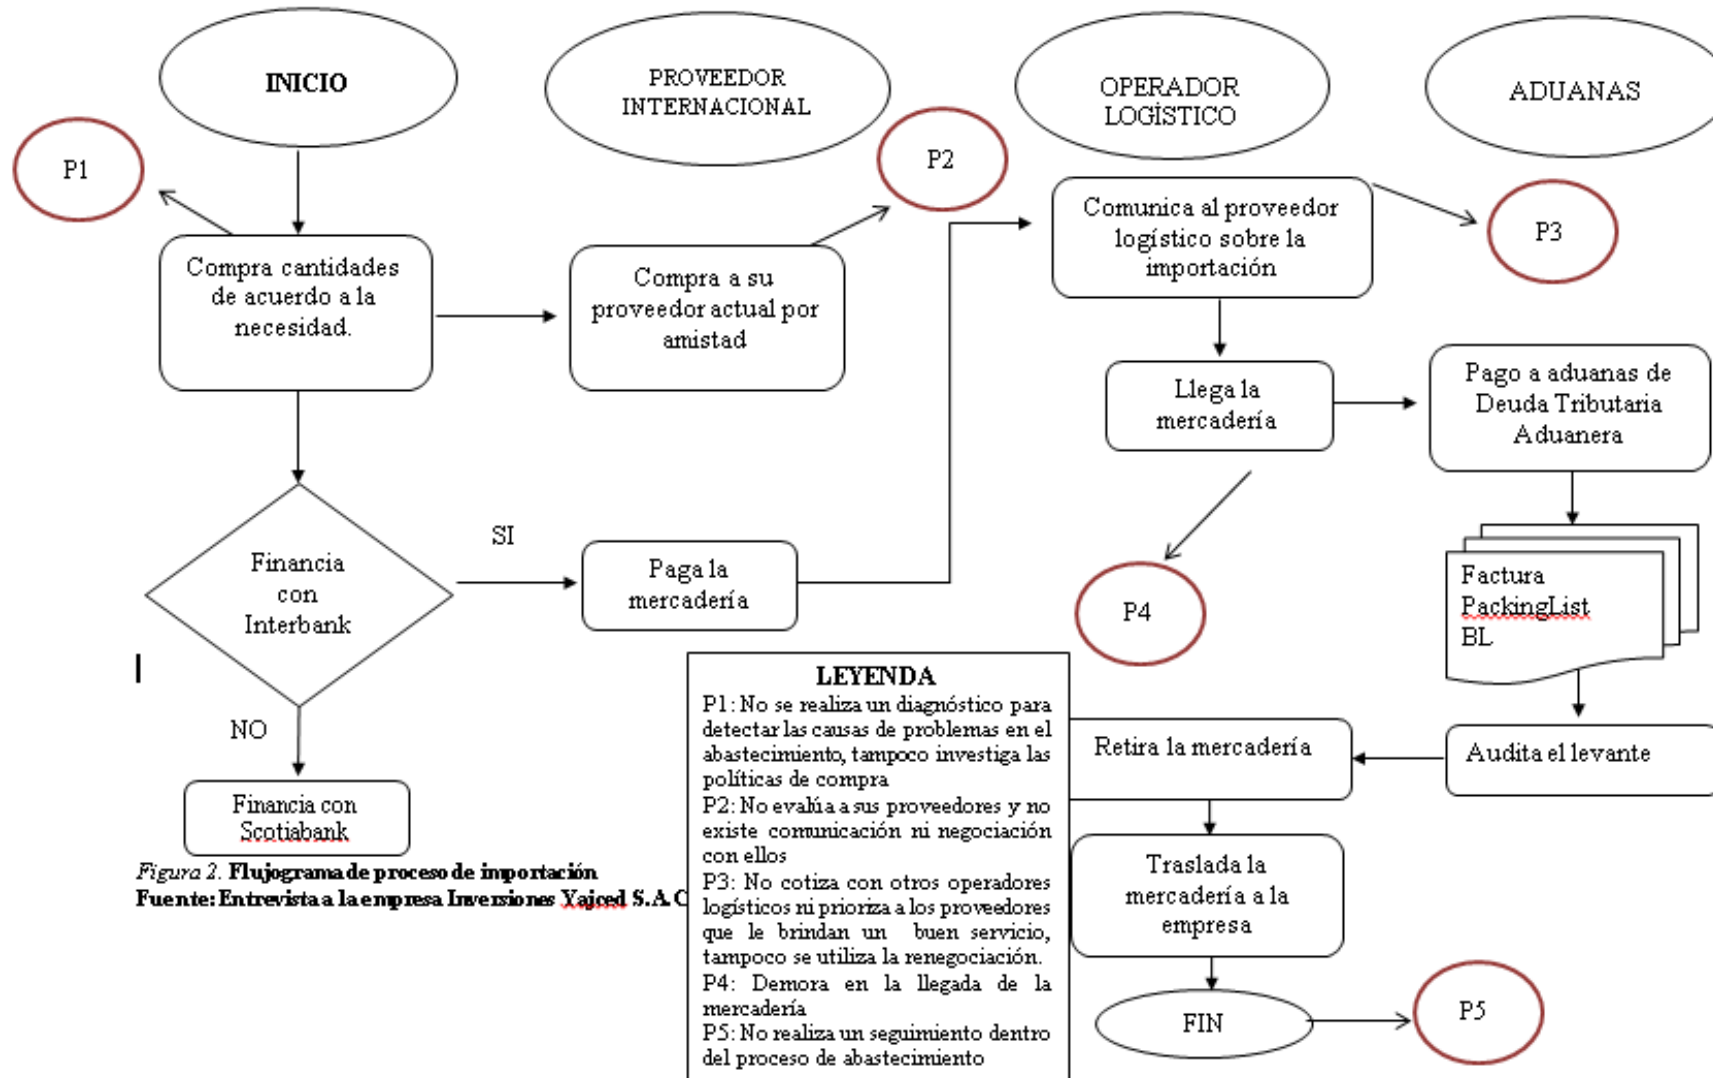 INICIO
PROVEEDOR
INTERNACIONAL
OPERADOR
LOGÍSTICO
ADUANAS
P1
P2
P3
Compra cantidades
de acuerdo a la
necesidad.
Compra a su
proveedor actual por
amistad
Comunica al proveedor
logístico sobre la
importación
Llega la
mercadería
Pago a aduanas de
Deuda Tributaria
Aduanera
Financia
con
Interbank
SI
Paga la
mercadería
P4
Factura
PackingList
BL
NO
Financia con
Scotiabank
Retira la mercadería
Audita el levante
Traslada la
mercadería a la
empresa
FIN
P5
LEYENDA
P1: No se realiza un diagnóstico para
detectar las causas de problemas en el
abastecimiento, tampoco investiga las
políticas de compra
P2: No evalúa a sus proveedores y no
existe comunicación ni negociación
con ellos
P3: No cotiza con otros operadores
logísticos ni prioriza a los proveedores
que le brindan un buen servicio,
tampoco se utiliza la renegociación.
P4: Demora en la llegada de la
mercadería
P5: No realiza un seguimiento dentro
del proceso de abastecimiento
Figura 2. Flujograma de proceso de importación
Fuente: Entrevista a la empresa Inversiones Yajced S.A.C